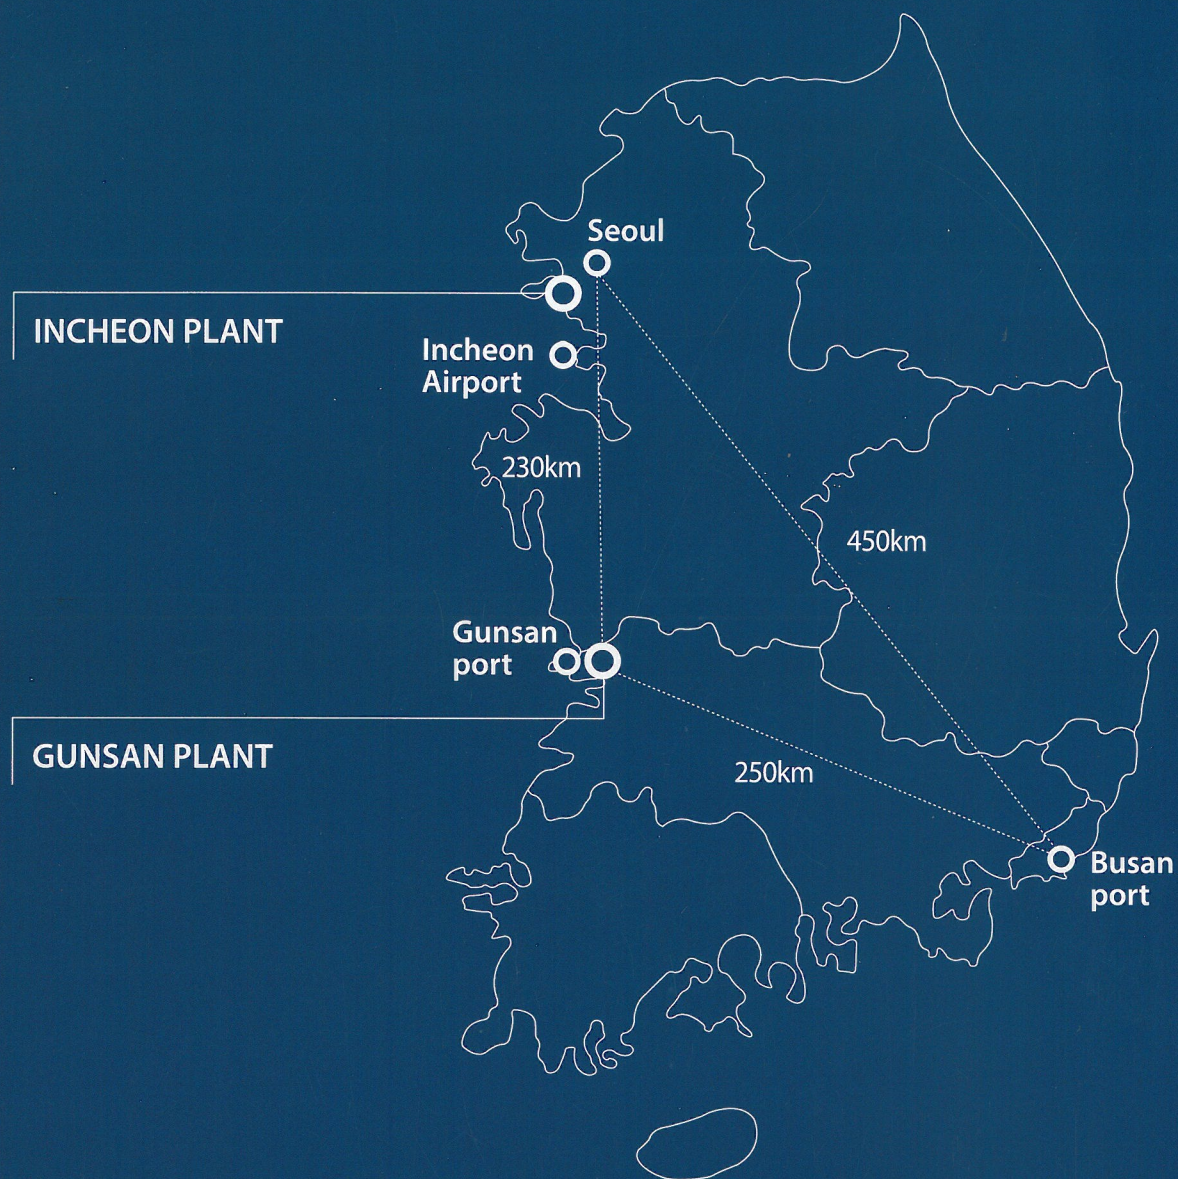 Seoul
INCHEON PLANT
Incheon
Airport
230km
450km
Gunsan
port
GUNSAN PLANT
250km
Busan
port